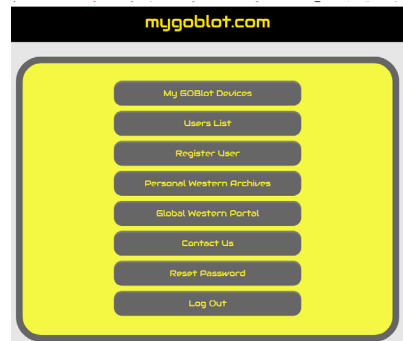 mygoblot.com
My GOBlot Devices
Users List
Register User
Personal Western Archives
Global Western Portal
Contact Us
Reset Password
Log Out